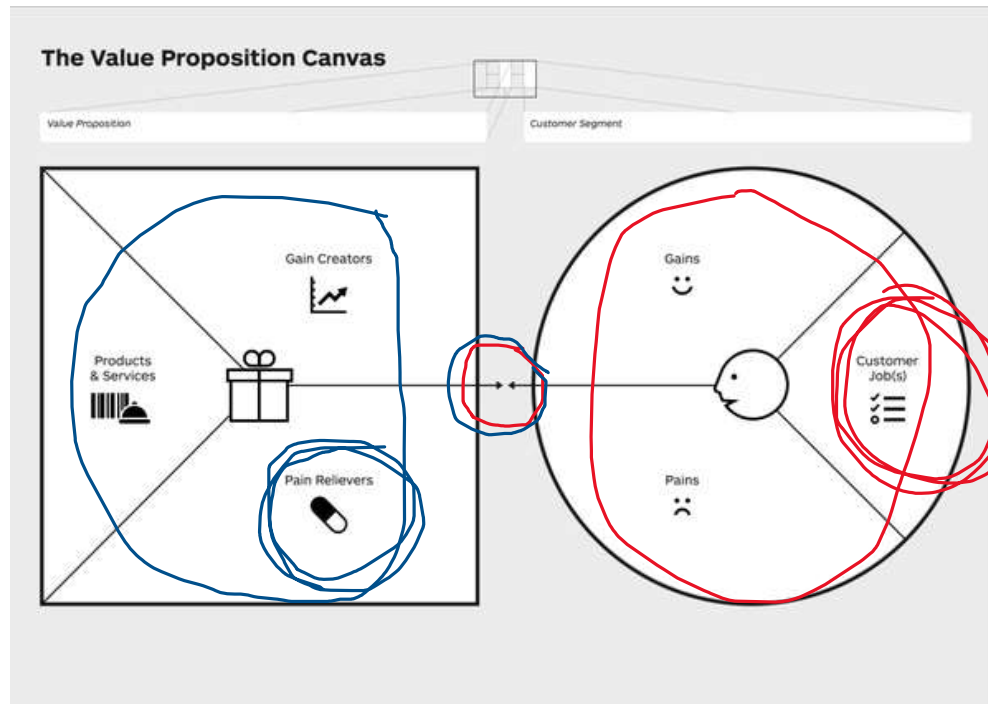 The Value Proposition Canvas
Value Proposition
Customer Segment
Gain Creators
Gains
Products
& Services
Customer
Job(s)
Pain Relievers
Pains